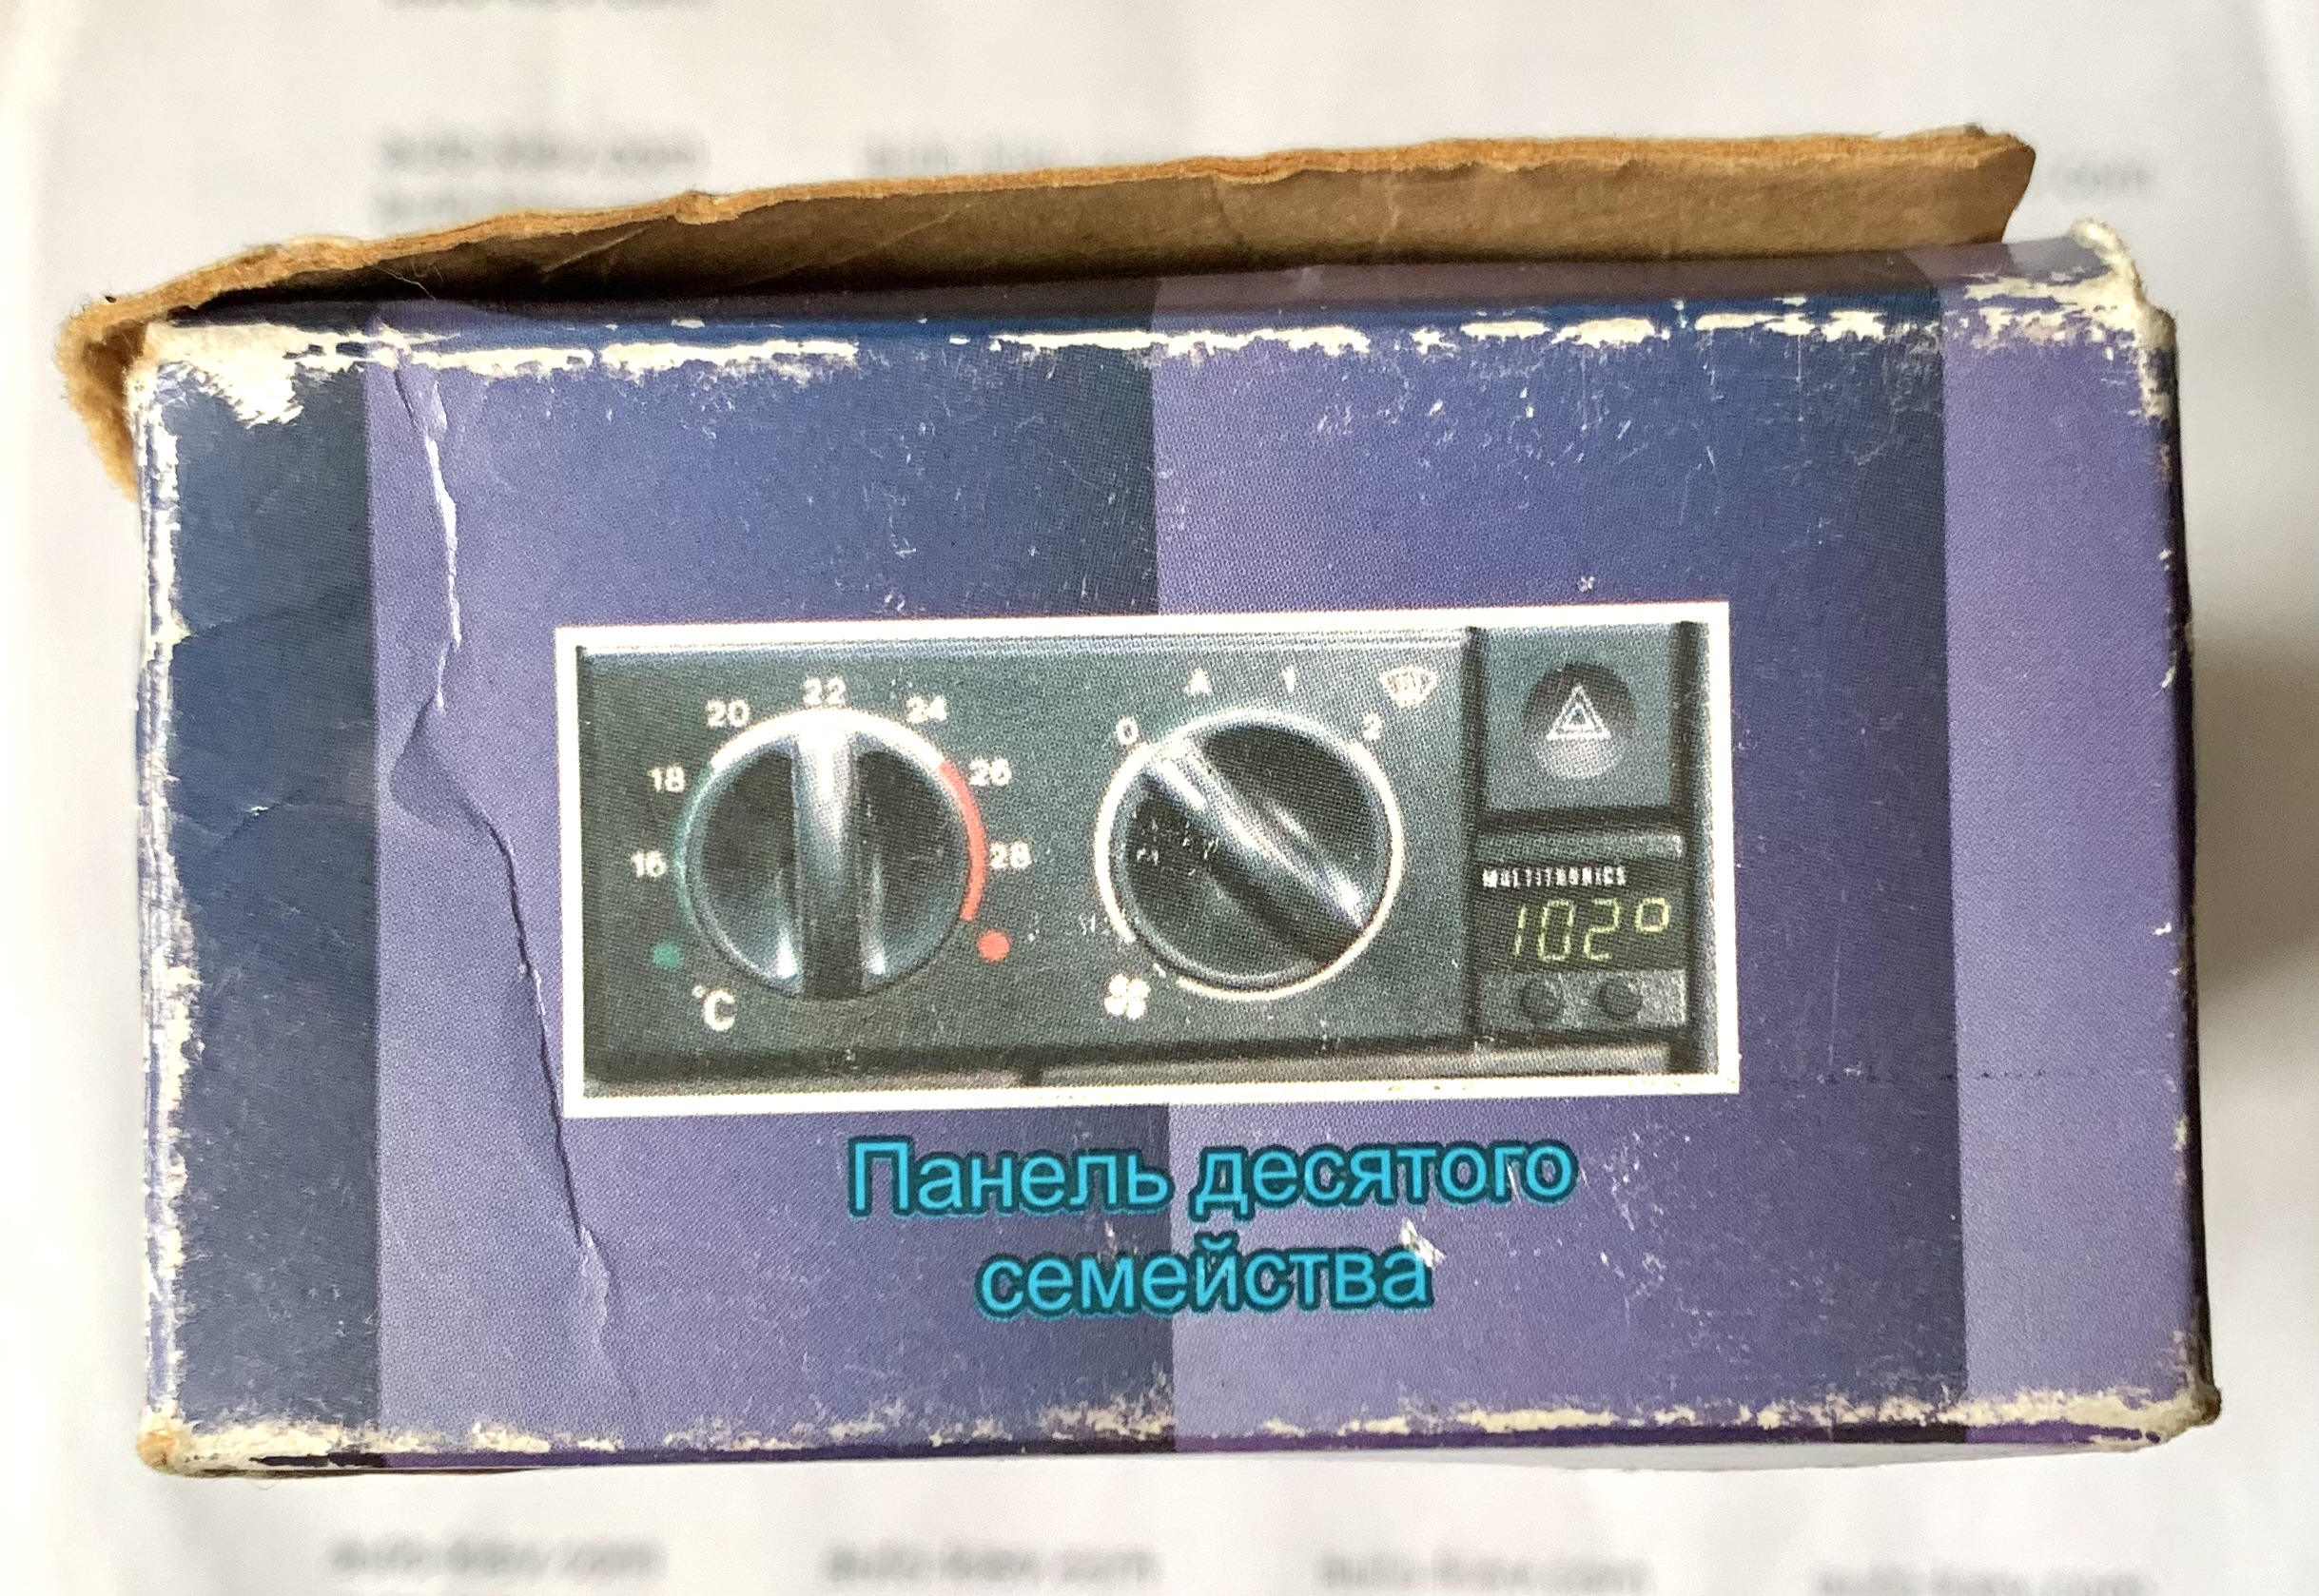 22
20 24
18 26
16 28
°C
A 1
0 2
MULTITRONICS
102°
Панель десятого
семейства